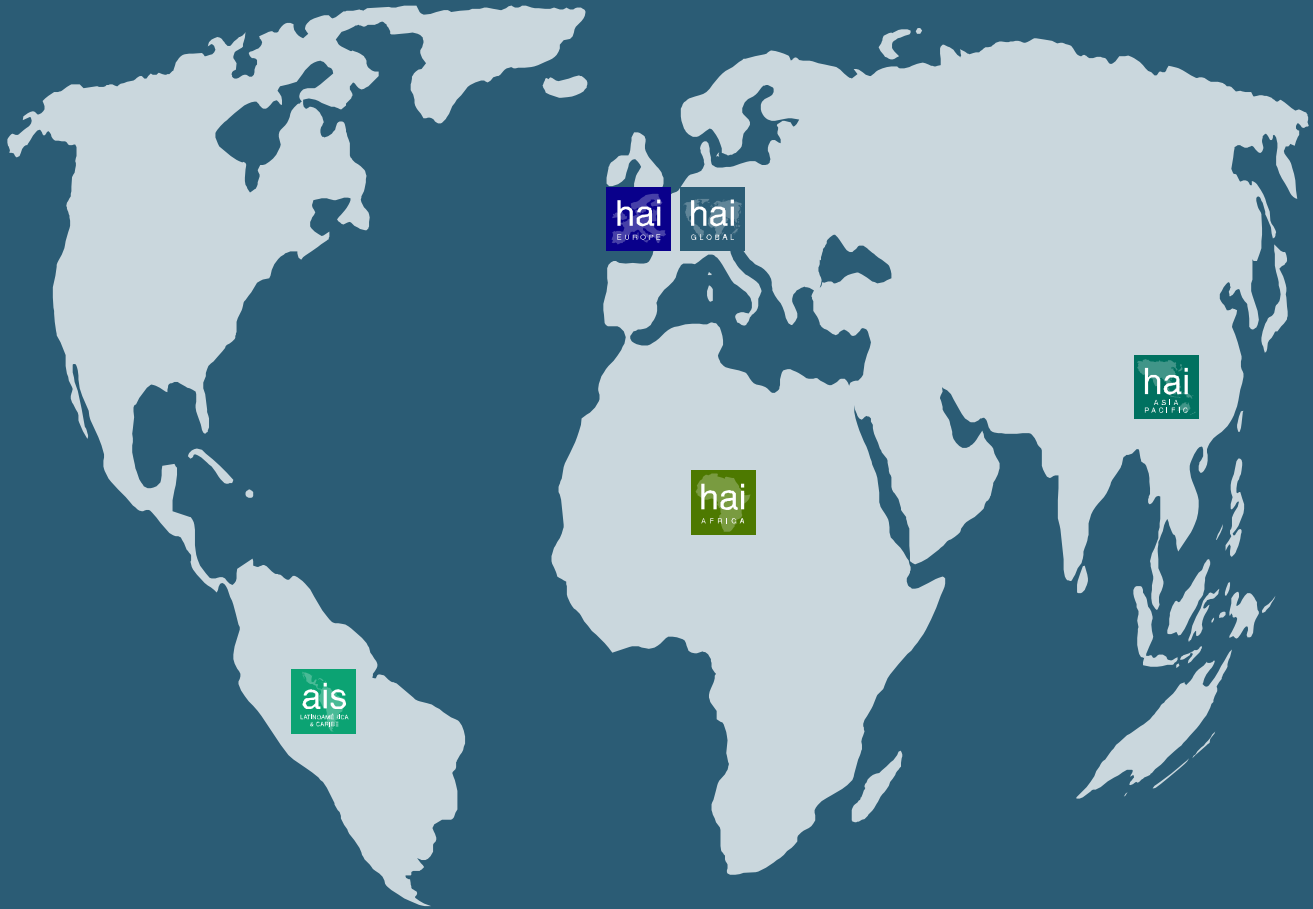 hai
EUROPE
hai
GLOBAL
hai
ASIA
PACIFIC
hai
AFRICA
ais
LATINOAMÉRICA
& CARIBE